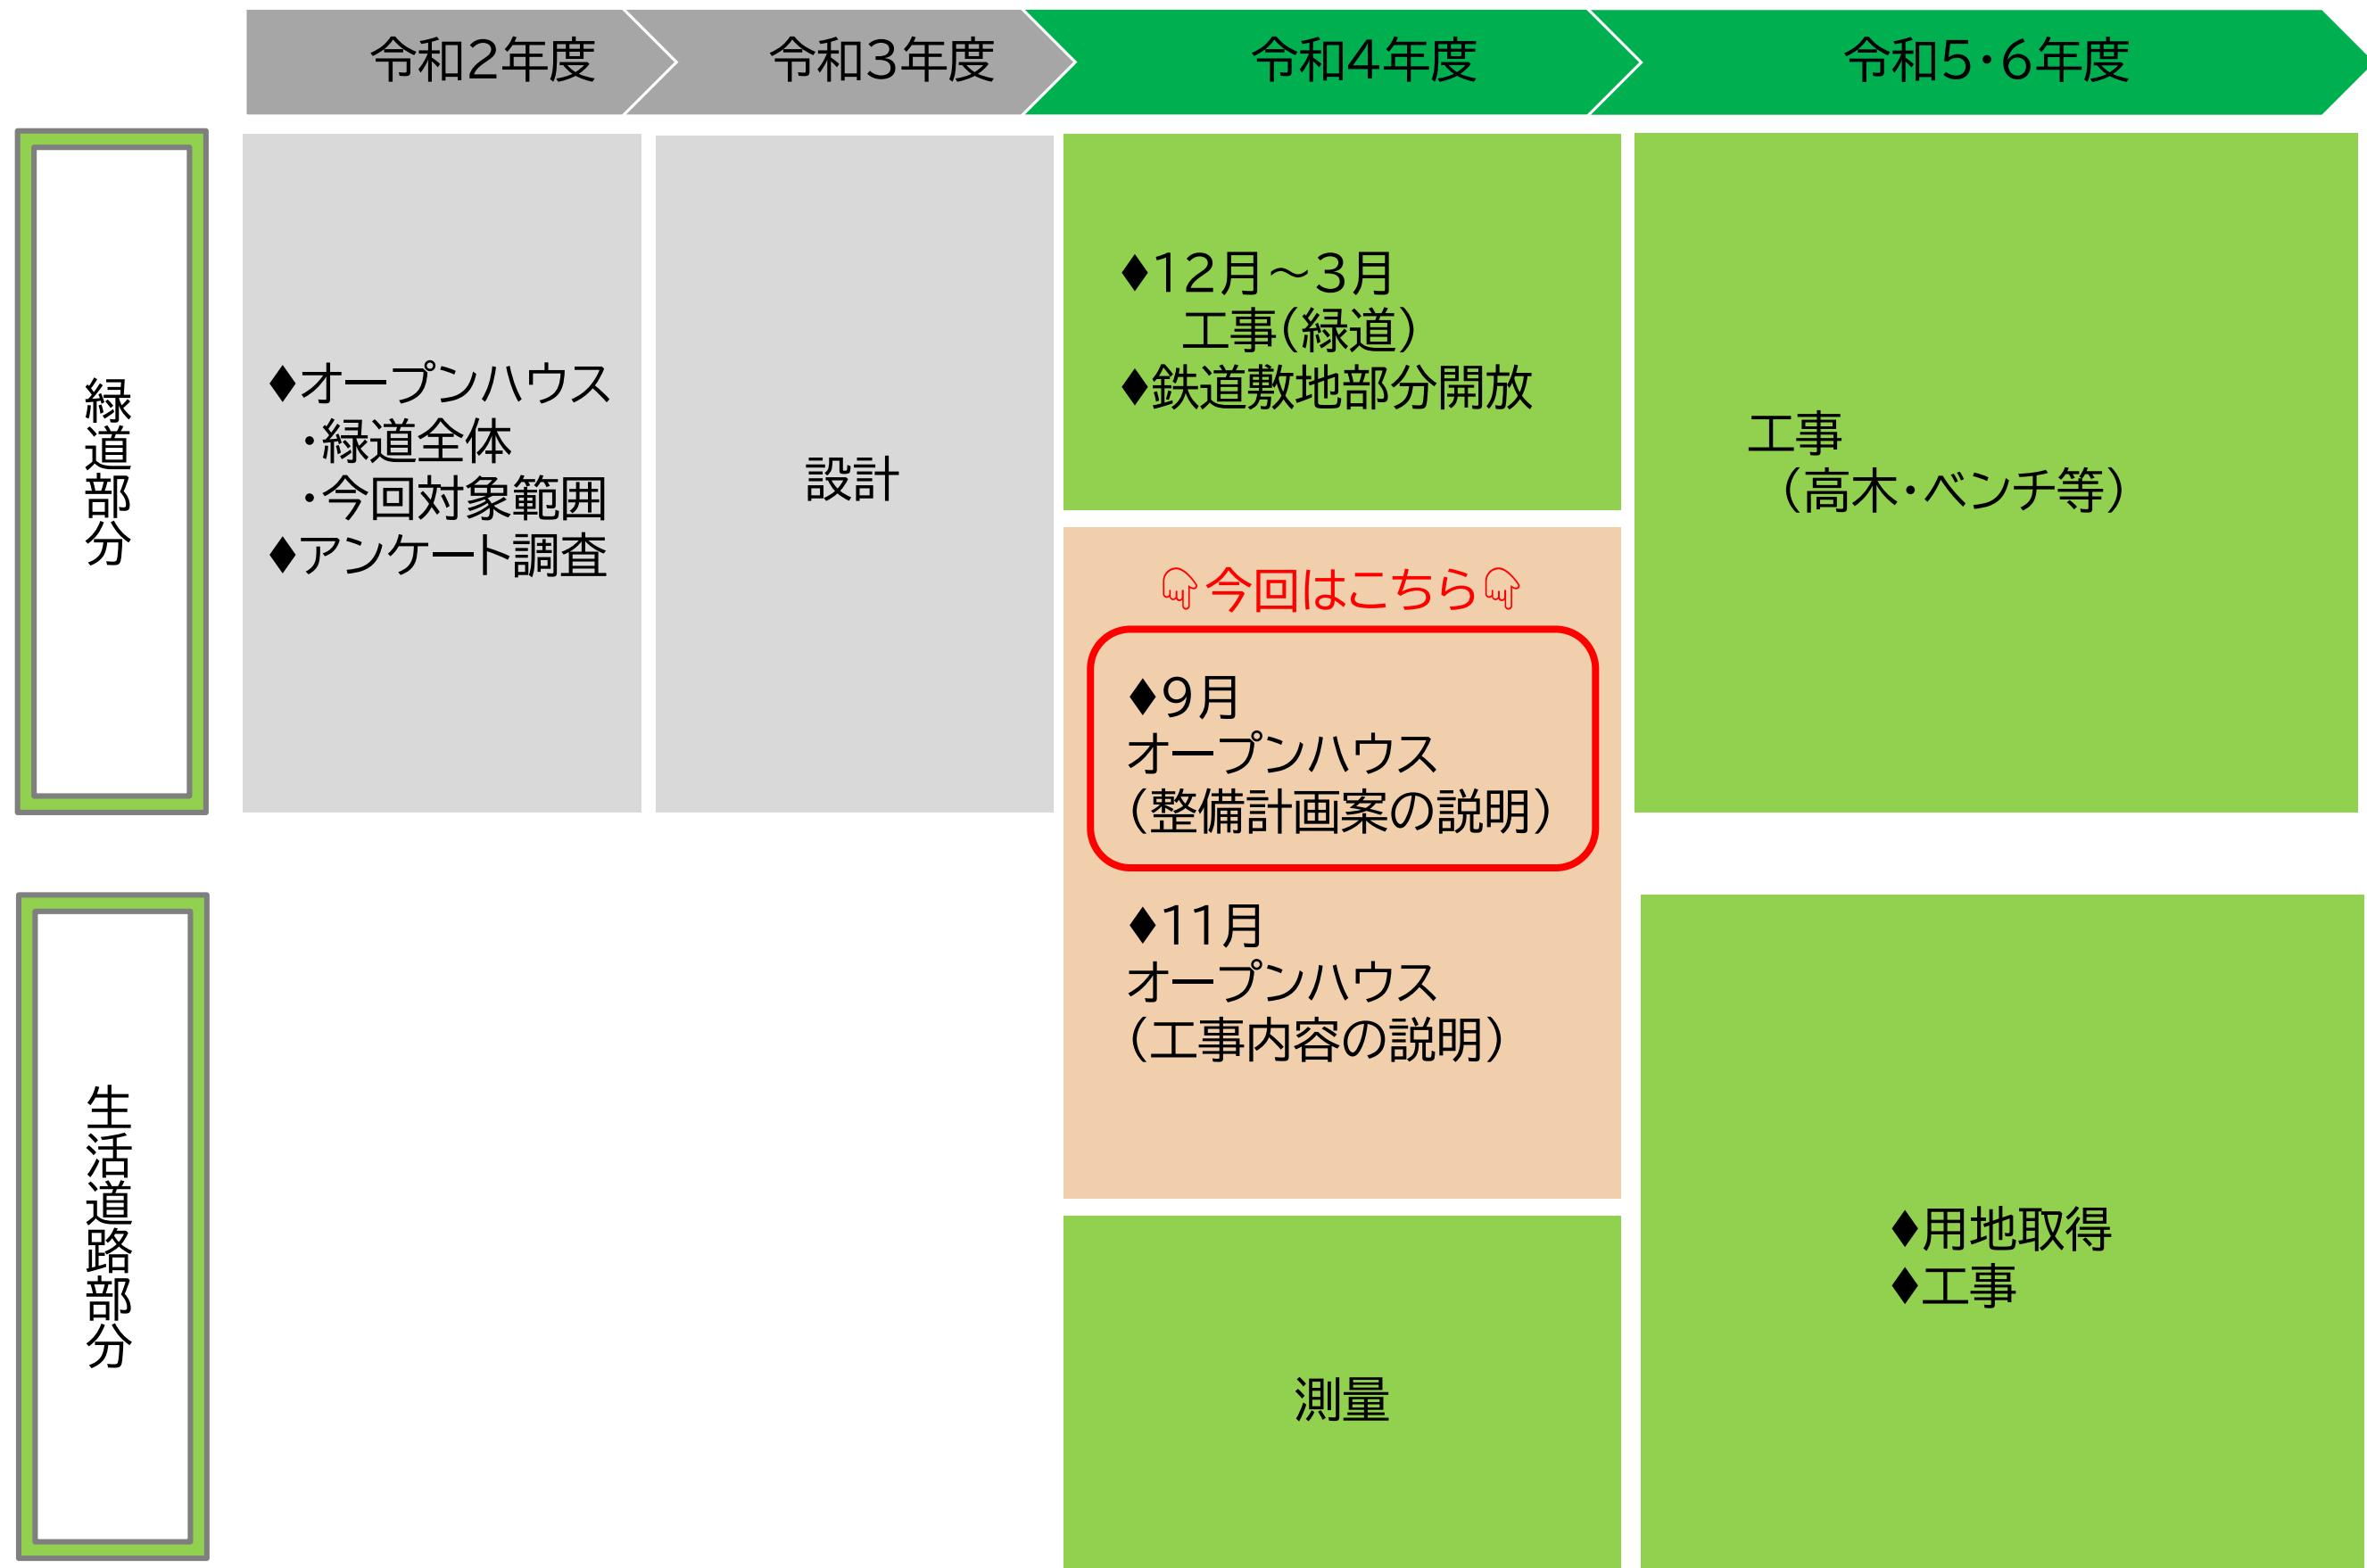 令和2年度
令和3年度
令和4年度
令和5・6年度
緑道部分
◆オープンハウス
・緑道全体
・今回対象範囲
◆アンケート調査
設計
◆12月～3月
工事（緑道）
◆鉄道敷地部分開放
工事
（高木・ベンチ等）
☟今回はこちら☟
◆9月
オープンハウス
（整備計画案の説明）
◆11月
オープンハウス
（工事内容の説明）
生活道路部分
測量
◆用地取得
◆工事